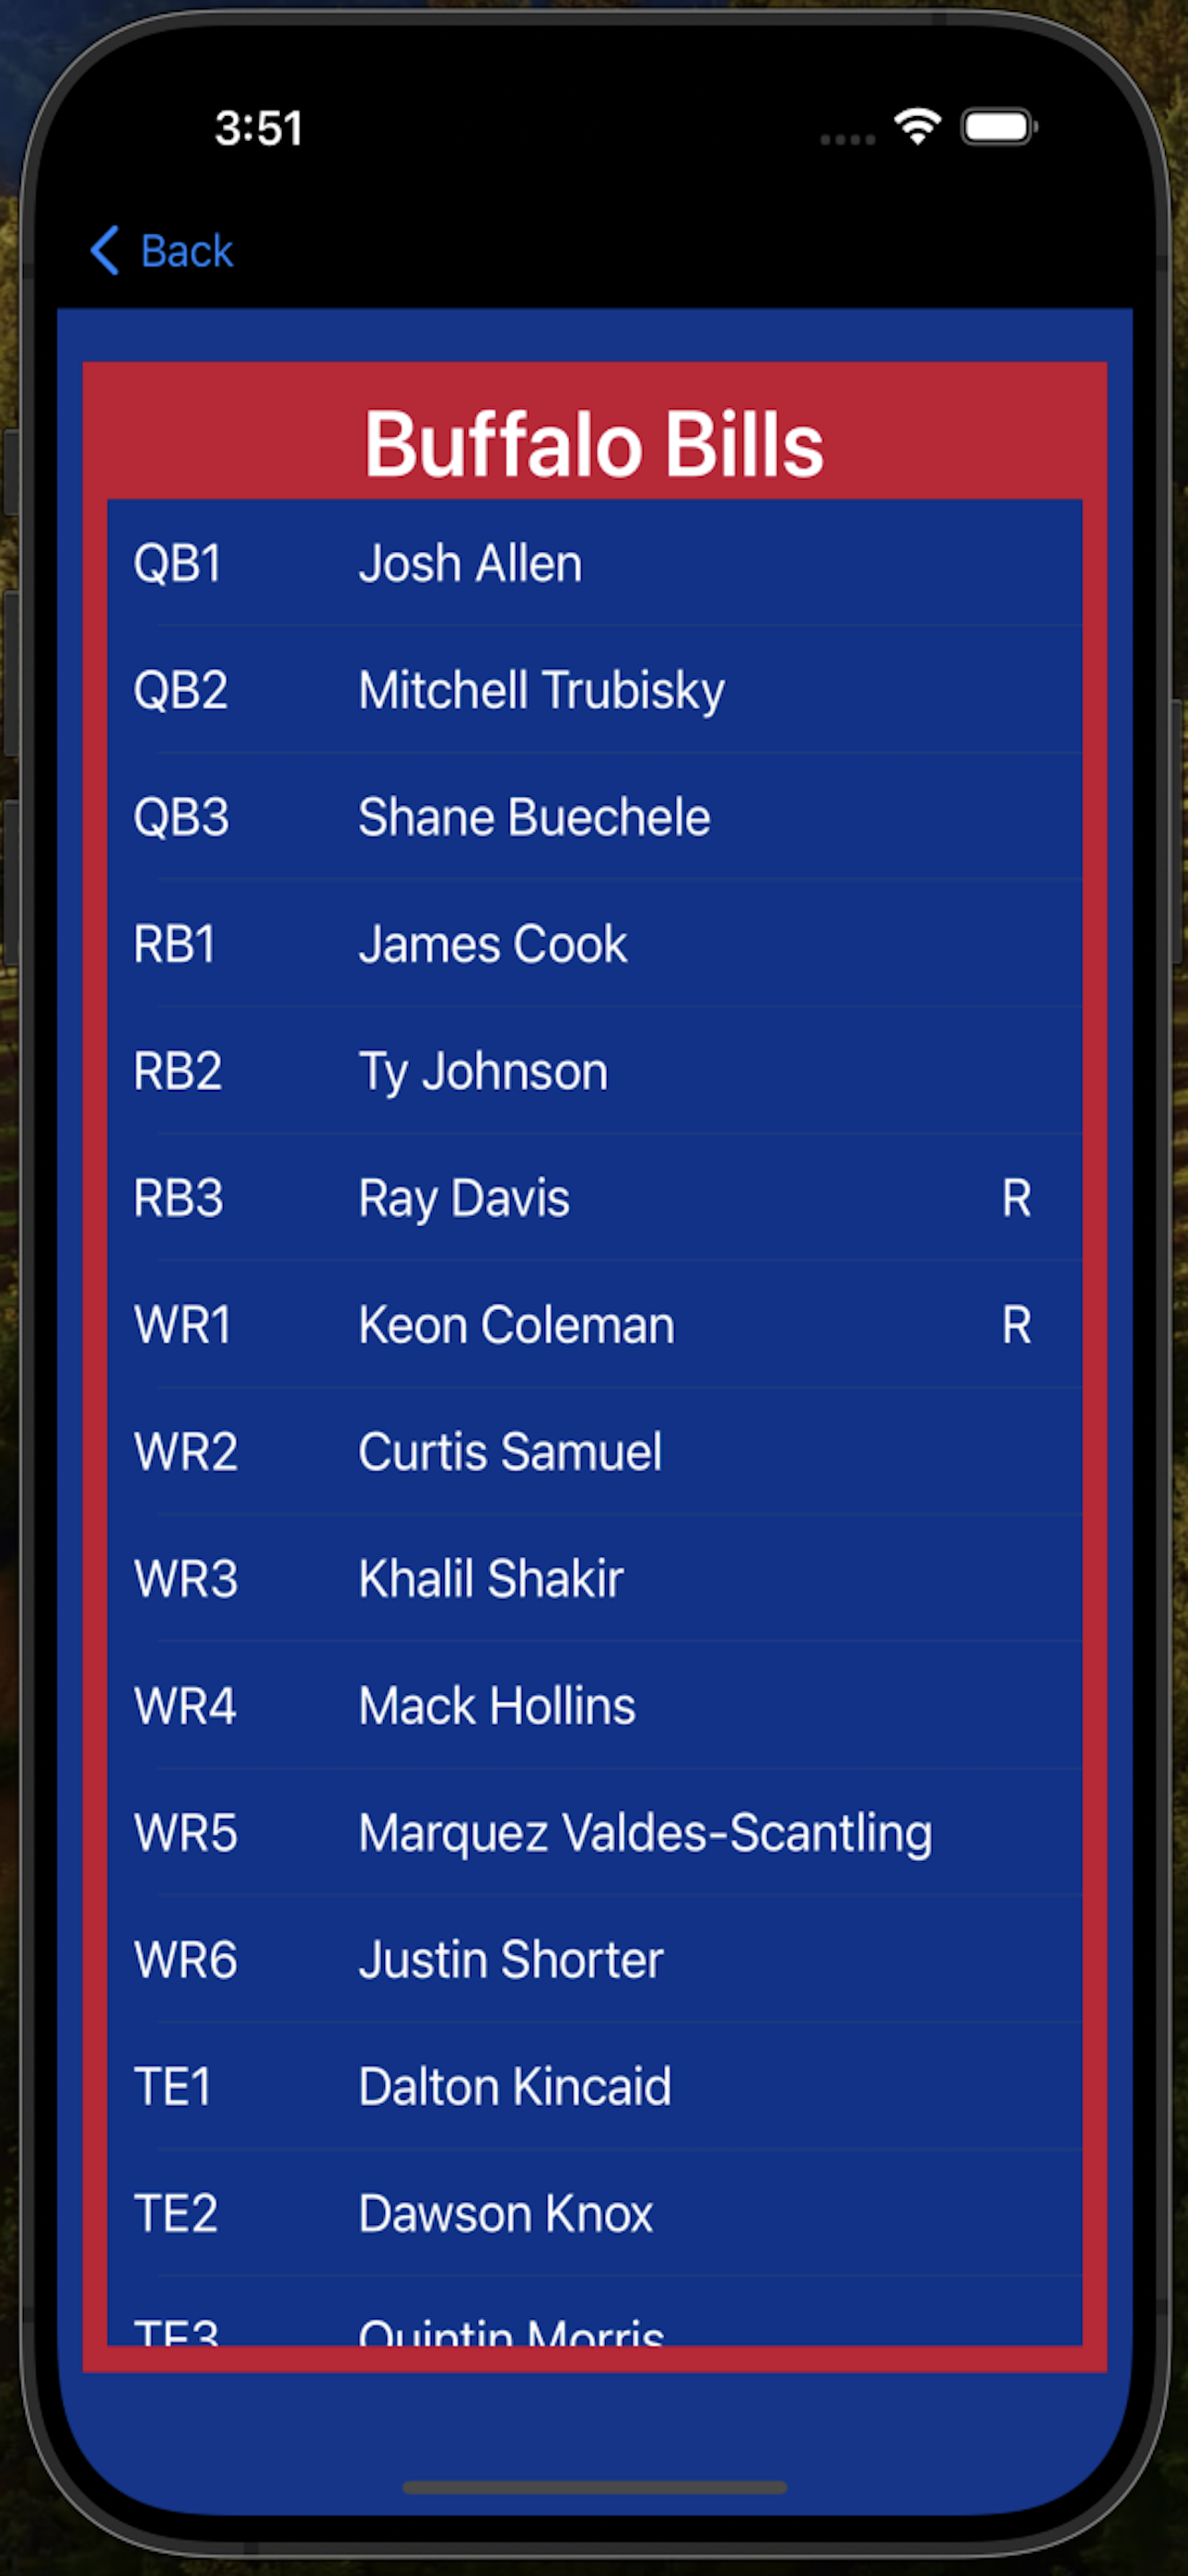 3:51
Back
Buffalo Bills
QB1 Josh Allen
QB2 Mitchell Trubisky
QB3 Shane Buechele
RB1 James Cook
RB2 Ty Johnson
RB3 Ray Davis R
WR1 Keon Coleman R
WR2 Curtis Samuel
WR3 Khalil Shakir
WR4 Mack Hollins
WR5 Marquez Valdes-Scantling
WR6 Justin Shorter
TE1 Dalton Kincaid
TE2 Dawson Knox
TE3 Quintin Morris